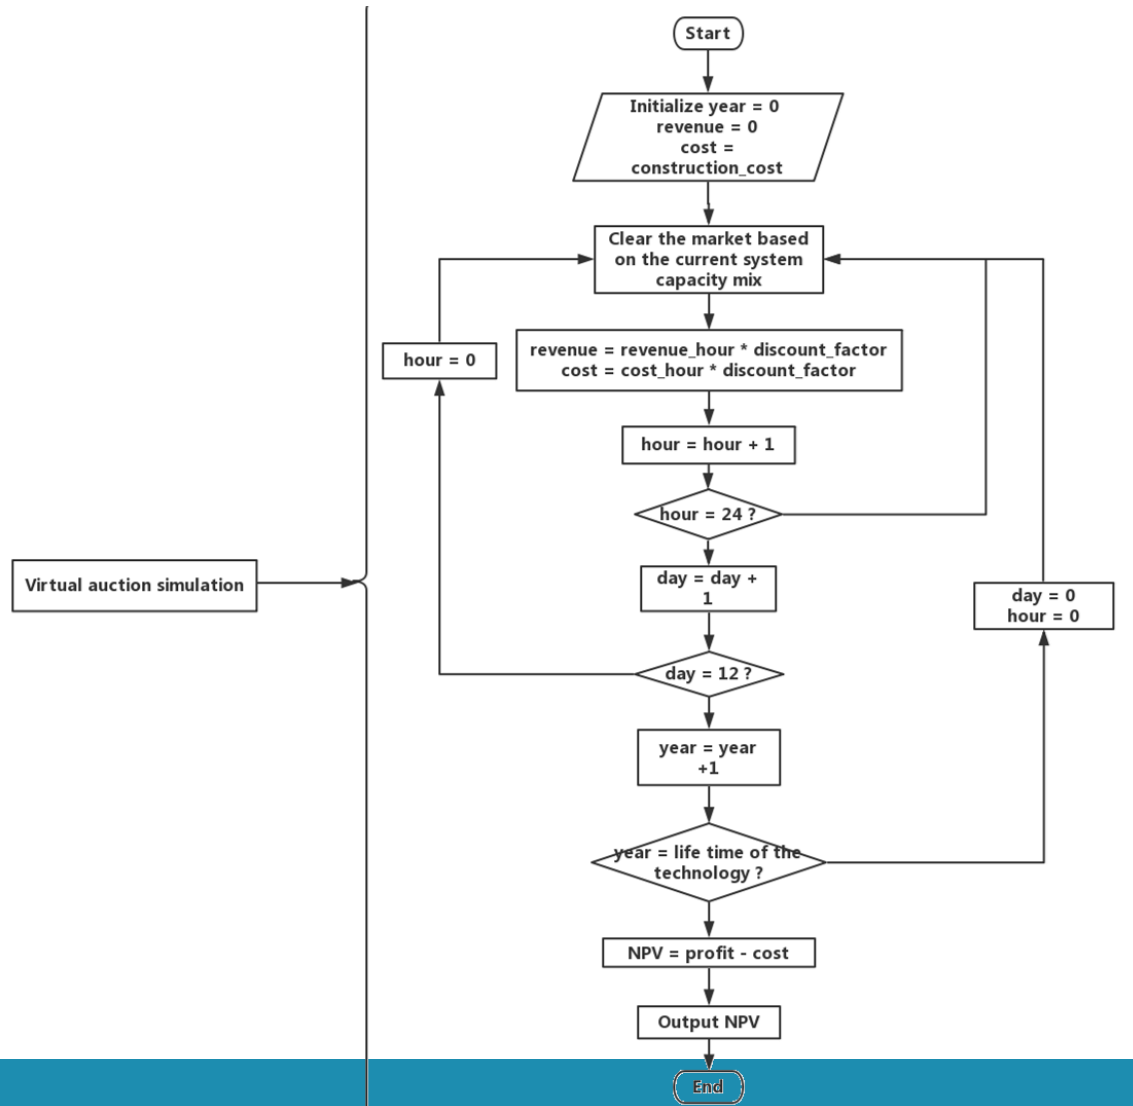 Start
Initialize year = 0
revenue = 0
cost =
construction_cost
Clear the market based
on the current system
capacity mix
hour = 0
revenue = revenue_hour * discount_factor
cost = cost_hour * discount_factor
hour = hour + 1
hour = 24 ?
Virtual auction simulation
day = day +
1
day = 0
hour = 0
day = 12 ?
year = year
+1
year = life time of the
technology ?
NPV = profit - cost
Output NPV
End